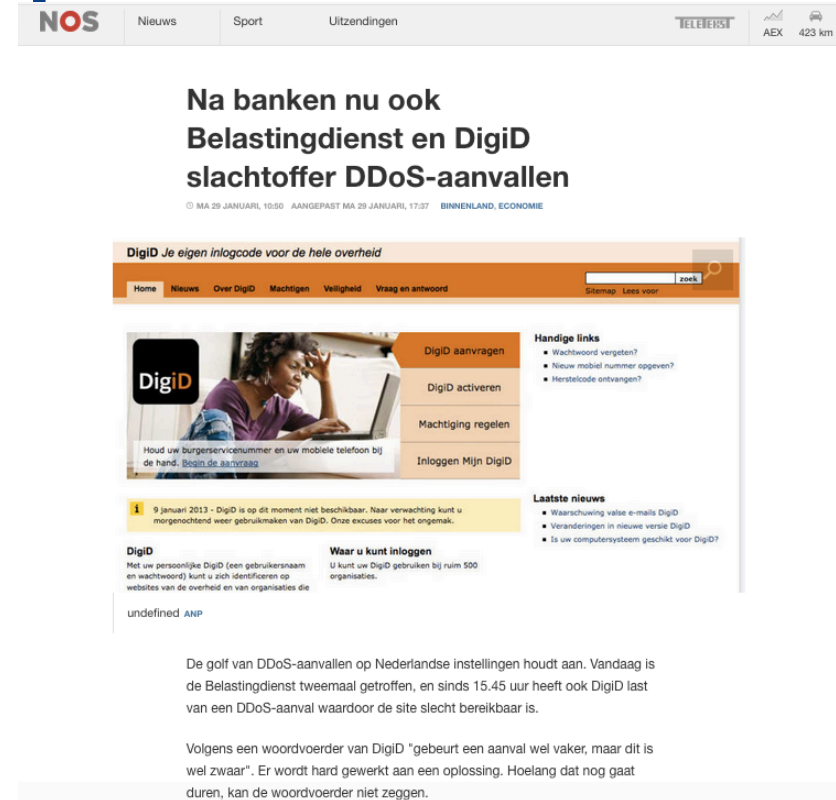 NOS Nieuws Sport Uitzendingen TELETEKST AEX 423 km
Na banken nu ook
Belastingdienst en DigiD
slachtoffer DDoS-aanvallen
MA 29 JANUARI, 10:50 AANGEPAST MA 29 JANUARI, 17:37 BINNENLAND, ECONOMIE
DigiD Je eigen inlogcode voor de hele overheid
zoek
Home Nieuws Over DigiD Machtigen Veiligheid Vraag en antwoord
Sitemap Lees voor
DigiD
Houd uw burgerservicenummer en uw mobiele telefoon bij
de hand. Begin de aanvraag
DigiD aanvragen
DigiD activeren
Machtiging regelen
Inloggen Mijn DigiD
Handige links
Wachtwoord vergeten?
Nieuw mobiel nummer opgeven?
Herstelcode ontvangen?
i 9 januari 2013 - DigiD is op dit moment niet beschikbaar. Naar verwachting kunt u
morgenochtend weer gebruikmaken van DigiD. Onze excuses voor het ongemak.
Laatste nieuws
Waarschuwing valse e-mails DigiD
Veranderingen in nieuwe versie DigiD
Is uw computersysteem geschikt voor DigiD?
DigiD
Met uw persoonlijke DigiD (een gebruikersnaam
en wachtwoord) kunt u zich identificeren op
websites van de overheid en van organisaties die
Waar u kunt inloggen
U kunt uw DigiD gebruiken bij ruim 500
organisaties.
undefined ANP
De golf van DDoS-aanvallen op Nederlandse instellingen houdt aan. Vandaag is
de Belastingdienst tweemaal getroffen, en sinds 15.45 uur heeft ook DigiD last
van een DDoS-aanval waardoor de site slecht bereikbaar is.
Volgens een woordvoerder van DigiD "gebeurt een aanval wel vaker, maar dit is
wel zwaar". Er wordt hard gewerkt aan een oplossing. Hoelang dat nog gaat
duren, kan de woordvoerder niet zeggen.